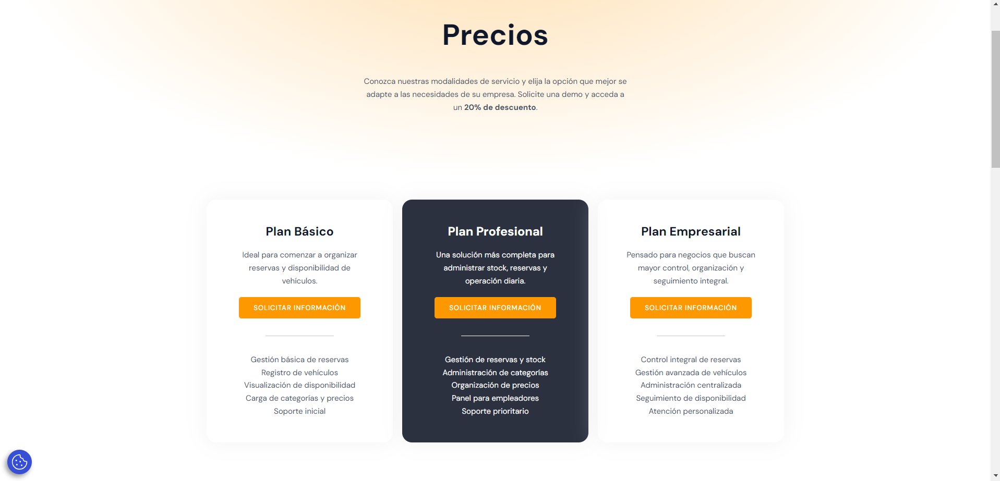 Precios
Conozca nuestras modalidades de servicio y elija la opción que mejor se
adapte a las necesidades de su empresa. Solicite una demo y acceda a
un 20% de descuento.
Plan Básico
Ideal para comenzar a organizar
reservas y disponibilidad de
vehículos.
SOLICITAR INFORMACIÓN
Gestión básica de reservas
Registro de vehículos
Visualización de disponibilidad
Carga de categorías y precios
Soporte inicial
Plan Profesional
Una solución más completa para
administrar stock, reservas y
operación diaria.
SOLICITAR INFORMACIÓN
Gestión de reservas y stock
Administración de categorías
Organización de precios
Panel para empleadores
Soporte prioritario
Plan Empresarial
Pensado para negocios que buscan
mayor control, organización y
seguimiento integral.
SOLICITAR INFORMACIÓN
Control integral de reservas
Gestión avanzada de vehículos
Administración centralizada
Seguimiento de disponibilidad
Atención personalizada